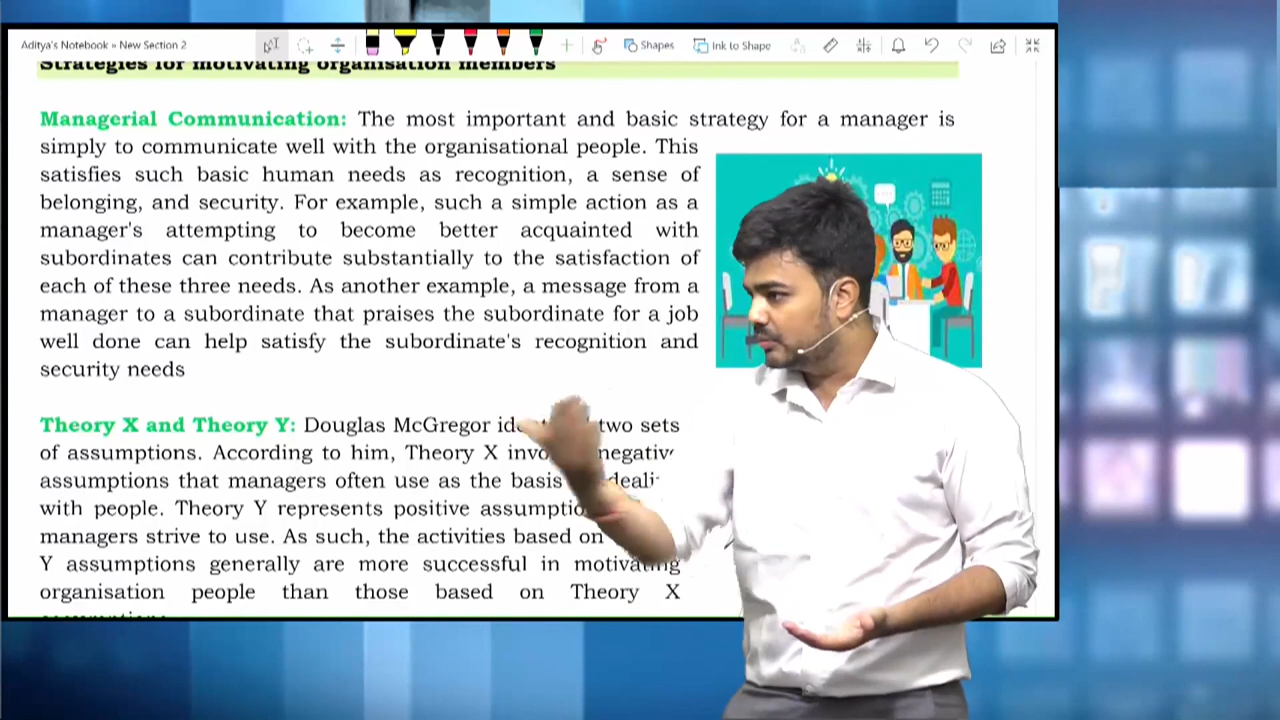 Aditya's Notebook » New Section 2
Shapes
Ink to Shape
Strategies for motivating organisation members
Managerial Communication: The most important and basic strategy for a manager is
simply to communicate well with the organisational people. This
satisfies such basic human needs as recognition, a sense of
belonging, and security. For example, such a simple action as a
manager's attempting to become better acquainted with
subordinates can contribute substantially to the satisfaction of
each of these three needs. As another example, a message from a
manager to a subordinate that praises the subordinate for a job
well done can help satisfy the subordinate's recognition and
security needs
Theory X and Theory Y: Douglas McGregor two sets
of assumptions. According to him, Theory X
assumptions that managers often use as the basis
with people. Theory Y represents positive
managers strive to use. As such, the activities based on
Y assumptions generally are more successful in motivating
organisation people than those based on Theory X